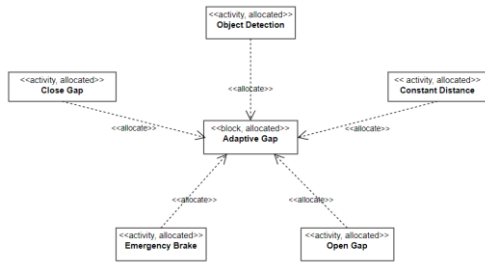 <<activity, allocated>>
Object Detection
<<activity, allocated>>
Close Gap
<<allocate>>
<< activity, allocated>>
Constant Distance
<<allocate>>
<<block, allocated>>
Adaptive Gap
<<allocate>>
<<allocate>>
<<allocate>>
<<activity, allocated>>
Emergency Brake
<<activity, allocated>>
Open Gap